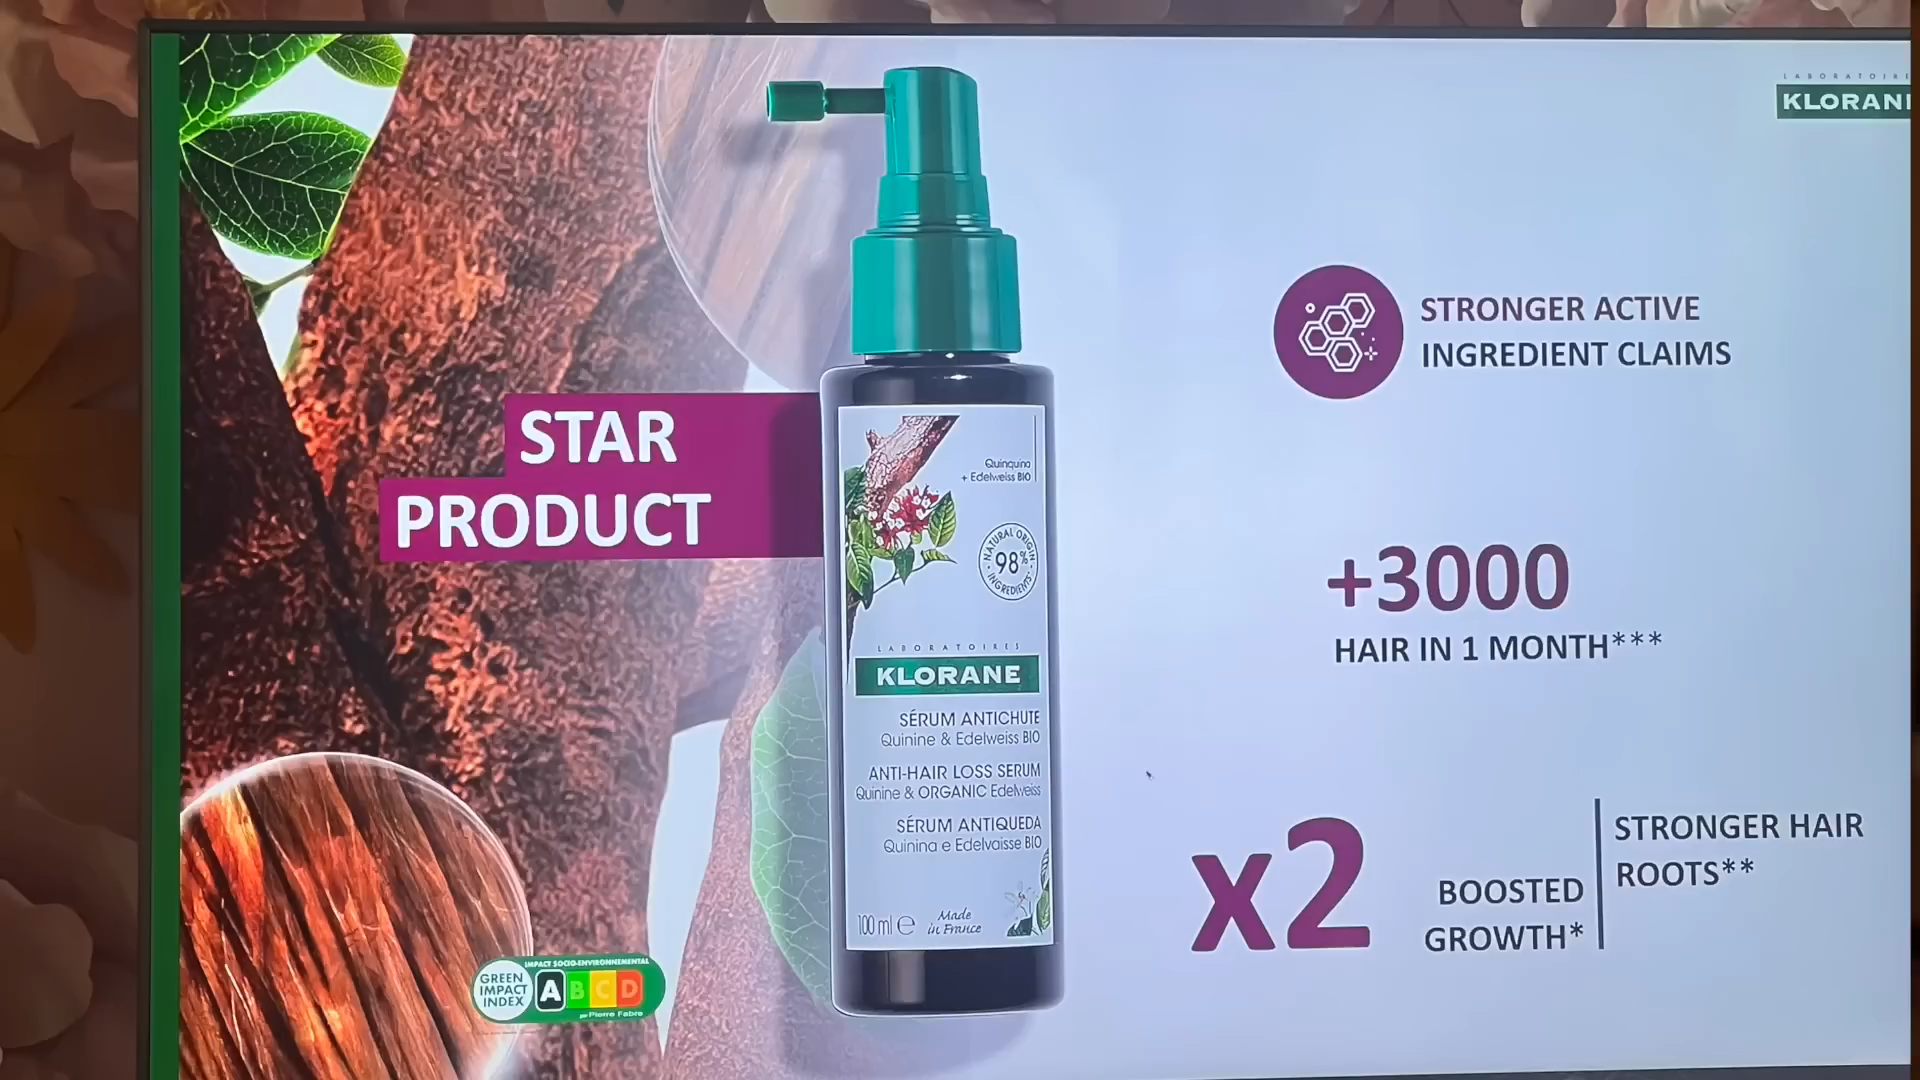 LABORATOIRE
KLORANE
STAR
PRODUCT
Quinquina
+ Edelweiss BIO
NATURAL ORIGIN
98%
INGREDIENTS
LABORATOIRES
KLORANE
SÉRUM ANTICHUTE
Quinine & Edelweiss BIO
ANTI-HAIR LOSS SERUM
Quinine & ORGANIC Edelweiss
SÉRUM ANTIQUEDA
Quinina e Edelvaisse BIO
100 ml e
Made
in France
STRONGER ACTIVE
INGREDIENT CLAIMS
+3000
HAIR IN 1 MONTH***
x2
BOOSTED
GROWTH*
STRONGER HAIR
ROOTS**
IMPACT SOCIO-ENVIRONNEMENTAL
GREEN
IMPACT
INDEX
A B C D
par Pierre Fabre